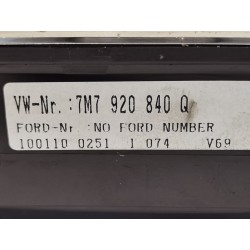 VW-Nr. :7M7 920 840 Q
FORD-Nr :NO FORD NUMBER
100110 0251 1 074 V69